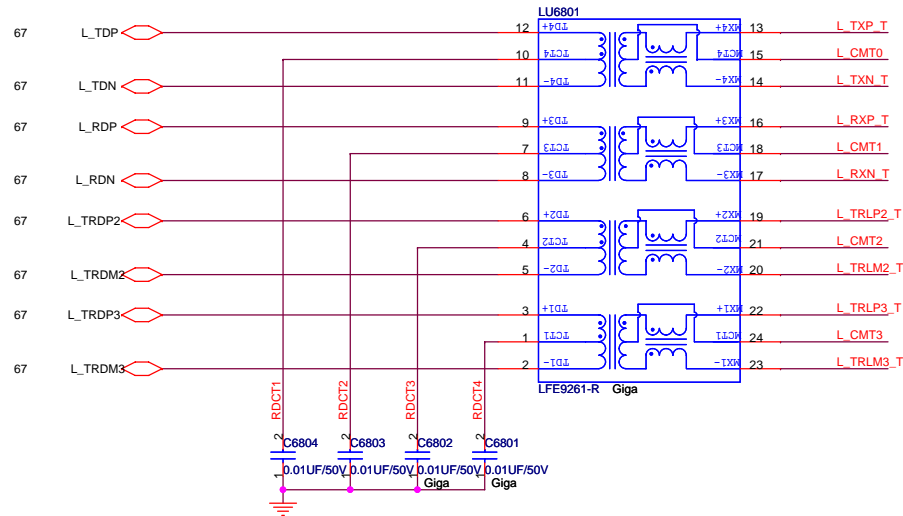 LU6801
67 L_TDP 12 TD4+ MX4+ 13 L_TXP_T
10 TCT4 MCT4 15 L_CMT0
67 L_TDN 11 TD4- MX4- 14 L_TXN_T
67 L_RDP 9 TD3+ MX3+ 16 L_RXP_T
7 TCT3 MCT3 18 L_CMT1
67 L_RDN 8 TD3- MX3- 17 L_RXN_T
67 L_TRDP2 6 TD2+ MX2+ 19 L_TRLP2_T
4 TCT2 MCT2 21 L_CMT2
67 L_TRDM2 5 TD2- MX2- 20 L_TRLM2_T
67 L_TRDP3 3 TD1+ MX1+ 22 L_TRLP3_T
1 TCT1 MCT1 24 L_CMT3
67 L_TRDM3 2 TD1- MX1- 23 L_TRLM3_T
LFE9261-R Giga
RDCT1 RDCT2 RDCT3 RDCT4
2 C6804 2 C6803 2 C6802 2 C6801
1 0.01UF/50V 1 0.01UF/50V 1 0.01UF/50V 1 0.01UF/50V
Giga Giga